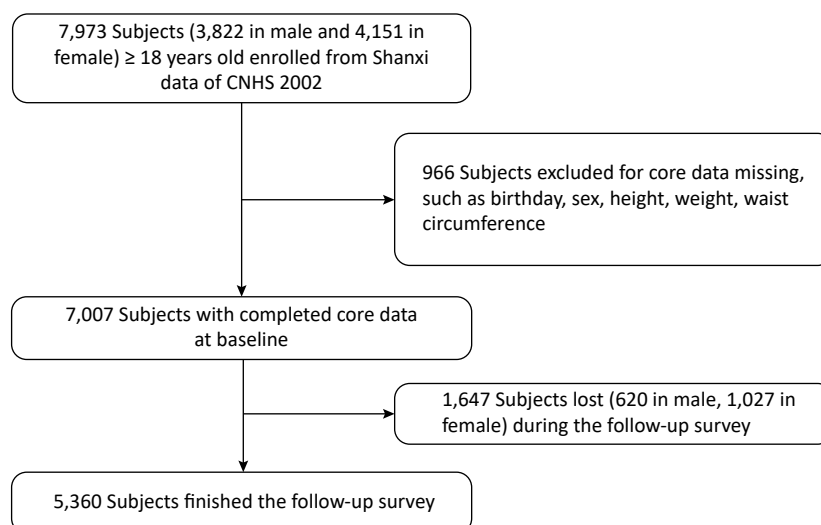 7,973 Subjects (3,822 in male and 4,151 in
female) ≥ 18 years old enrolled from Shanxi
data of CNHS 2002
966 Subjects excluded for core data missing,
such as birthday, sex, height, weight, waist
circumference
7,007 Subjects with completed core data
at baseline
1,647 Subjects lost (620 in male, 1,027 in
female) during the follow-up survey
5,360 Subjects finished the follow-up survey